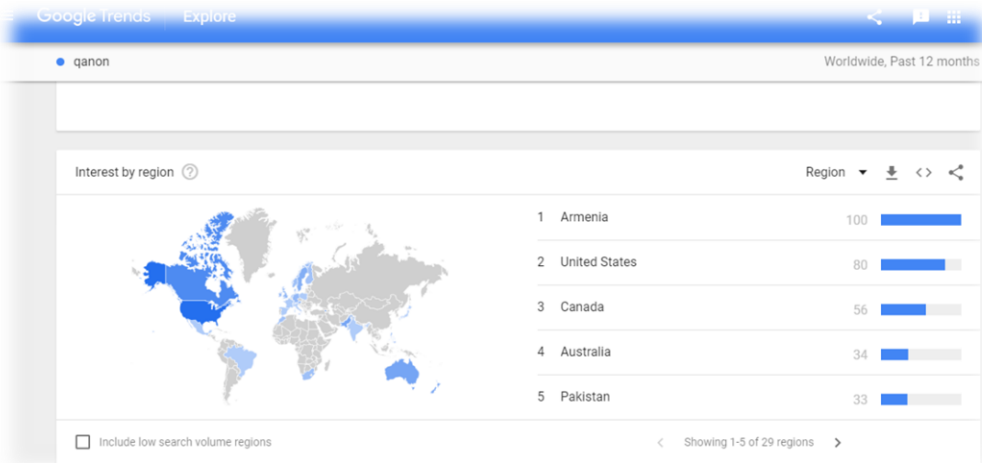 Google Trends Explore
qanon Worldwide, Past 12 months
Interest by region Region
1 Armenia 100
2 United States 80
3 Canada 56
4 Australia 34
5 Pakistan 33
Include low search volume regions Showing 1-5 of 29 regions